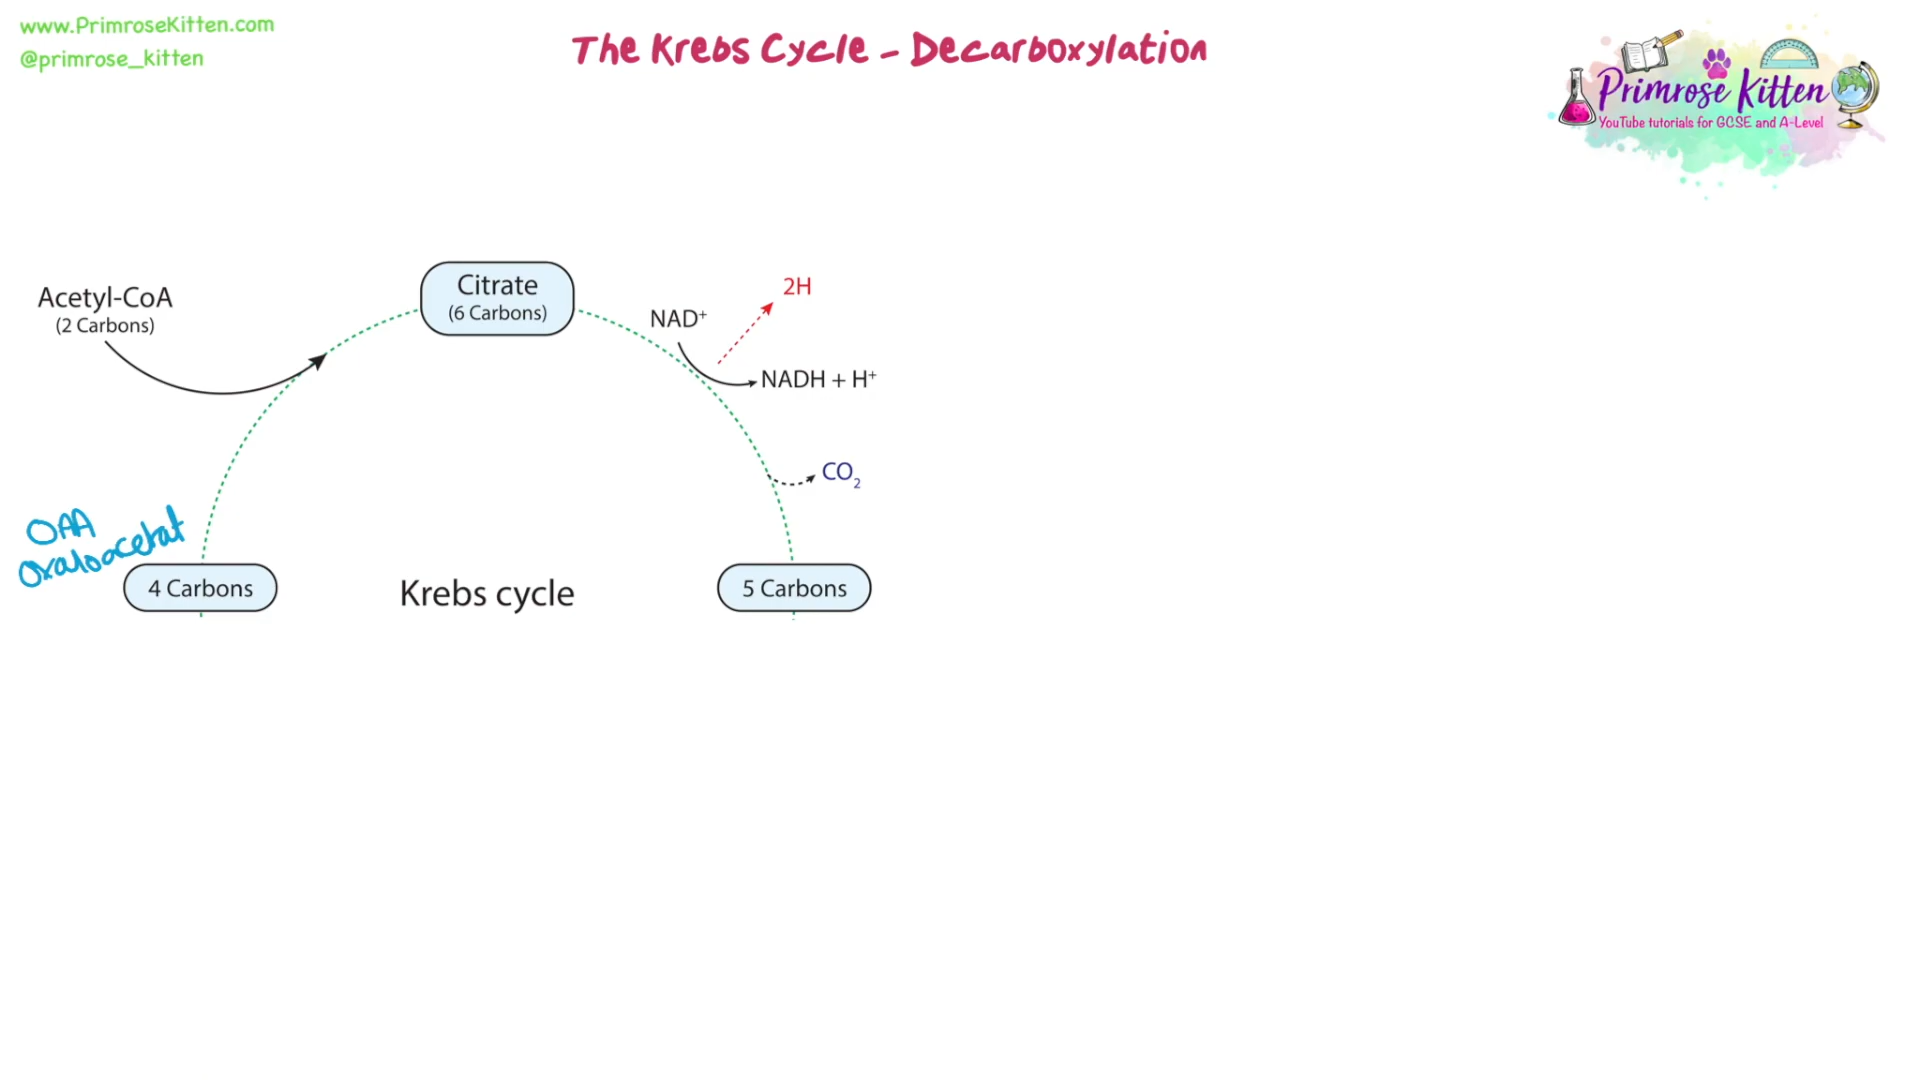 www.PrimroseKitten.com
@primrose_kitten
The Krebs Cycle - Decarboxylation
Primrose Kitten
YouTube tutorials for GCSE and A-Level
Acetyl-CoA
(2 Carbons)
Citrate
(6 Carbons)
2H
NAD⁺
NADH + H⁺
CO₂
OAA
oxaloacetat
4 Carbons
Krebs cycle
5 Carbons